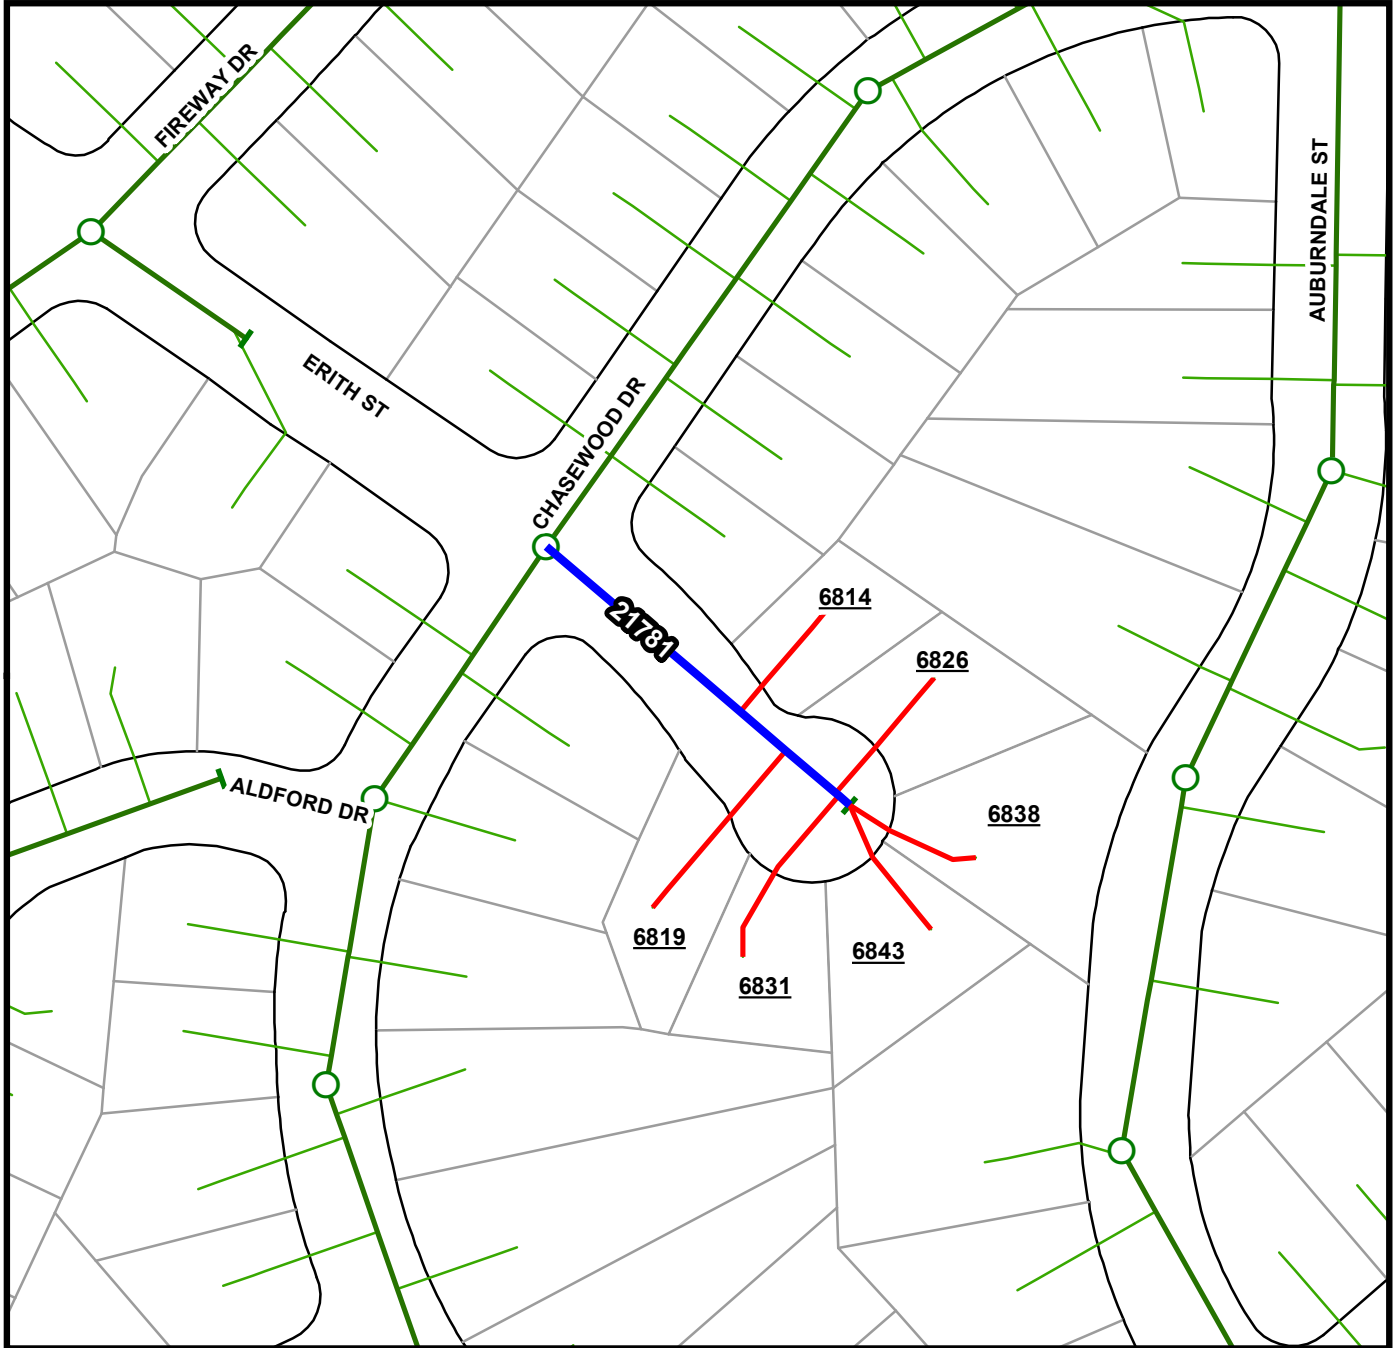 FIREWAY DR
AUBURNDALE ST
ERITH ST
CHASEWOOD DR
21781
6814
6826
ALDFORD DR
6838
6819
6843
6831